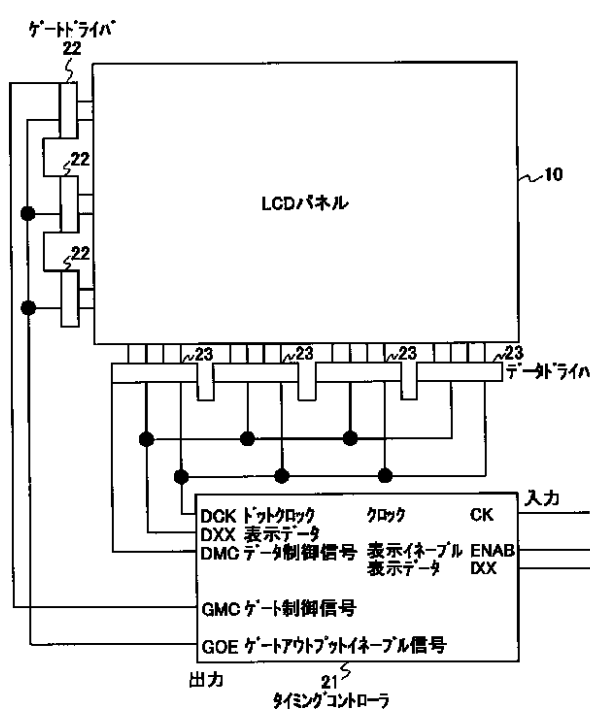 ゲートドライバ
22
22
22
LCDパネル
10
23
23
23
23
データドライバ
入力
DCK ドットクロック クロック CK
DXX 表示データ
DMC データ制御信号 表示イネーブル ENAB
表示データ IXX
GMC ゲート制御信号
GOE ゲートアウトプットイネーブル信号
出力
21
タイミングコントローラ